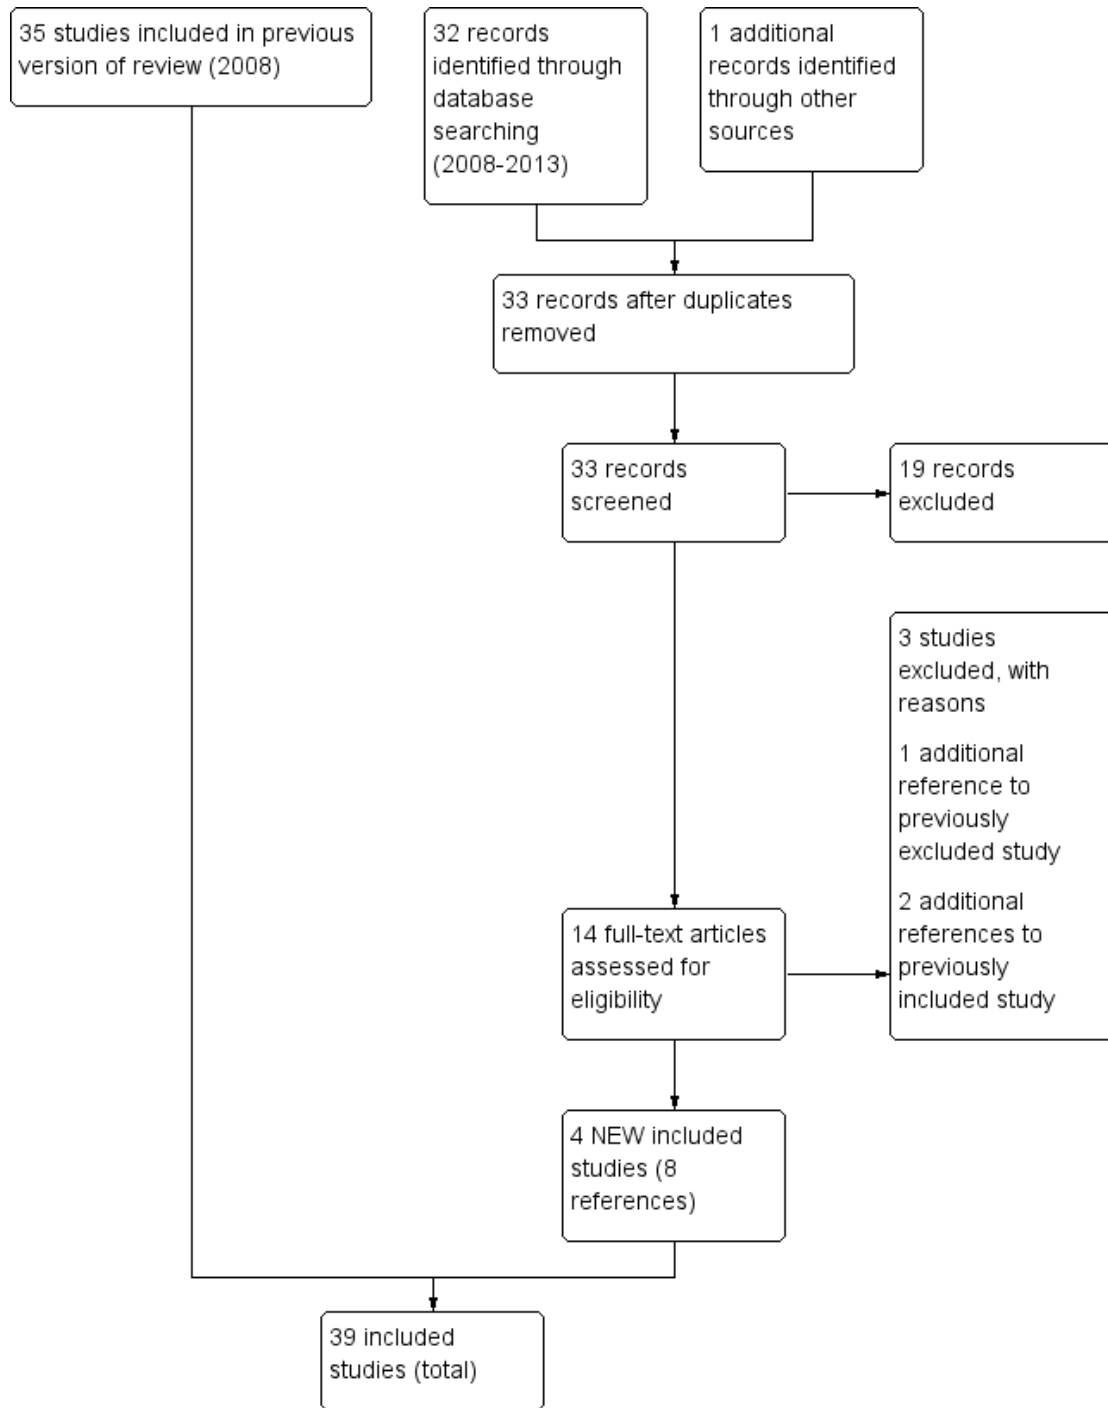 35 studies included in previous
version of review (2008)
32 records
identified through
database
searching
(2008-2013)
1 additional
records identified
through other
sources
33 records after duplicates
removed
33 records
screened
19 records
excluded
3 studies
excluded, with
reasons
1 additional
reference to
previously
excluded study
2 additional
references to
previously
included study
14 full-text articles
assessed for
eligibility
4 NEW included
studies (8
references)
39 included
studies (total)